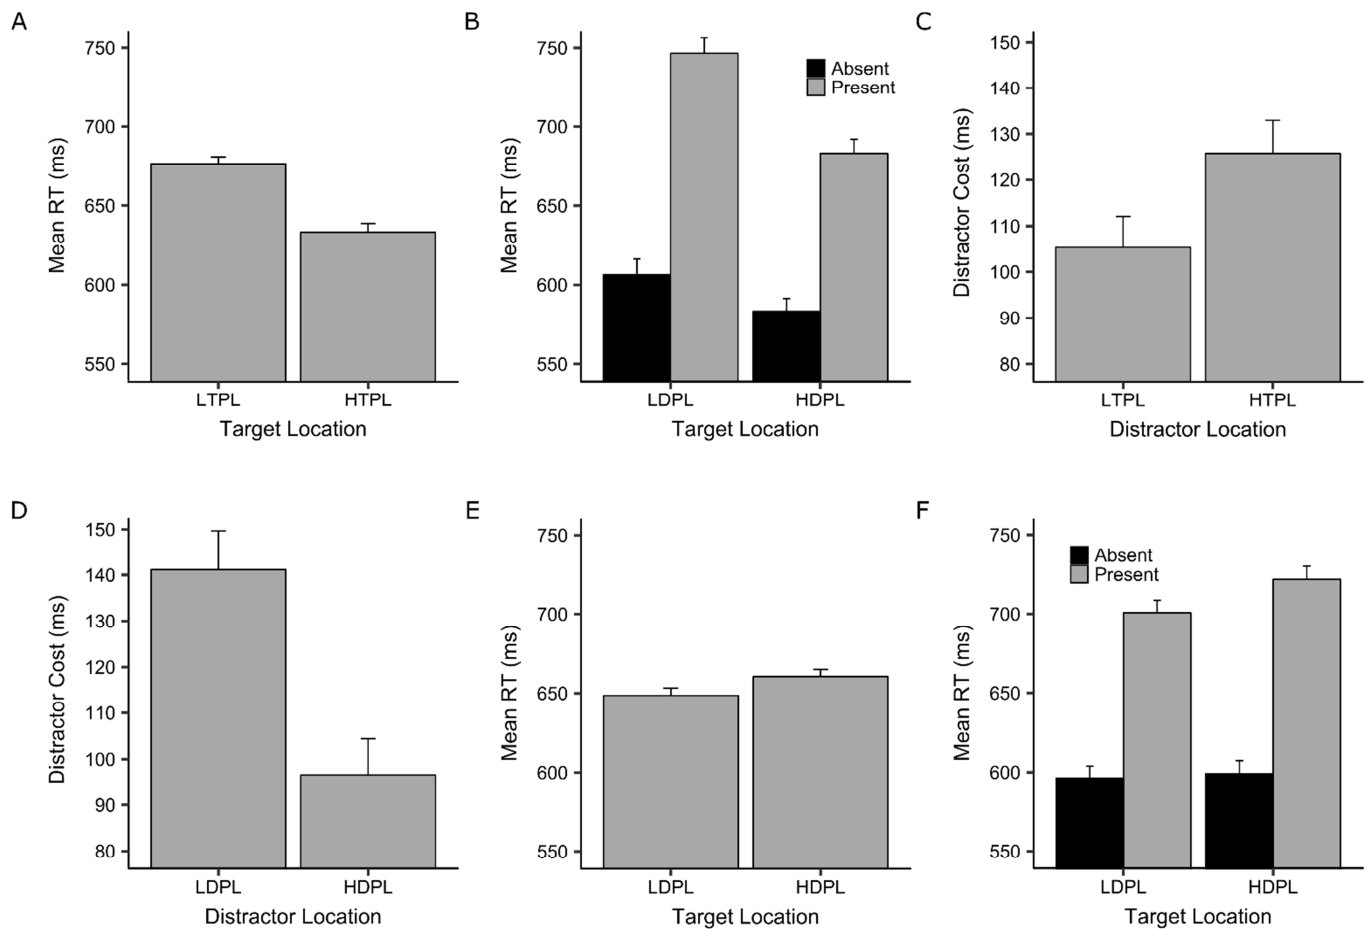 A
750
700
650
600
550
Mean RT (ms)
LTPL HTPL
Target Location
B
750
700
650
600
550
Mean RT (ms)
Absent
Present
LDPL HDPL
Target Location
C
150
140
130
120
110
100
90
80
Distractor Cost (ms)
LTPL HTPL
Distractor Location
D
150
140
130
120
110
100
90
80
Distractor Cost (ms)
LDPL HDPL
Distractor Location
E
750
700
650
600
550
Mean RT (ms)
LDPL HDPL
Target Location
F
750
700
650
600
550
Mean RT (ms)
Absent
Present
LDPL HDPL
Target Location